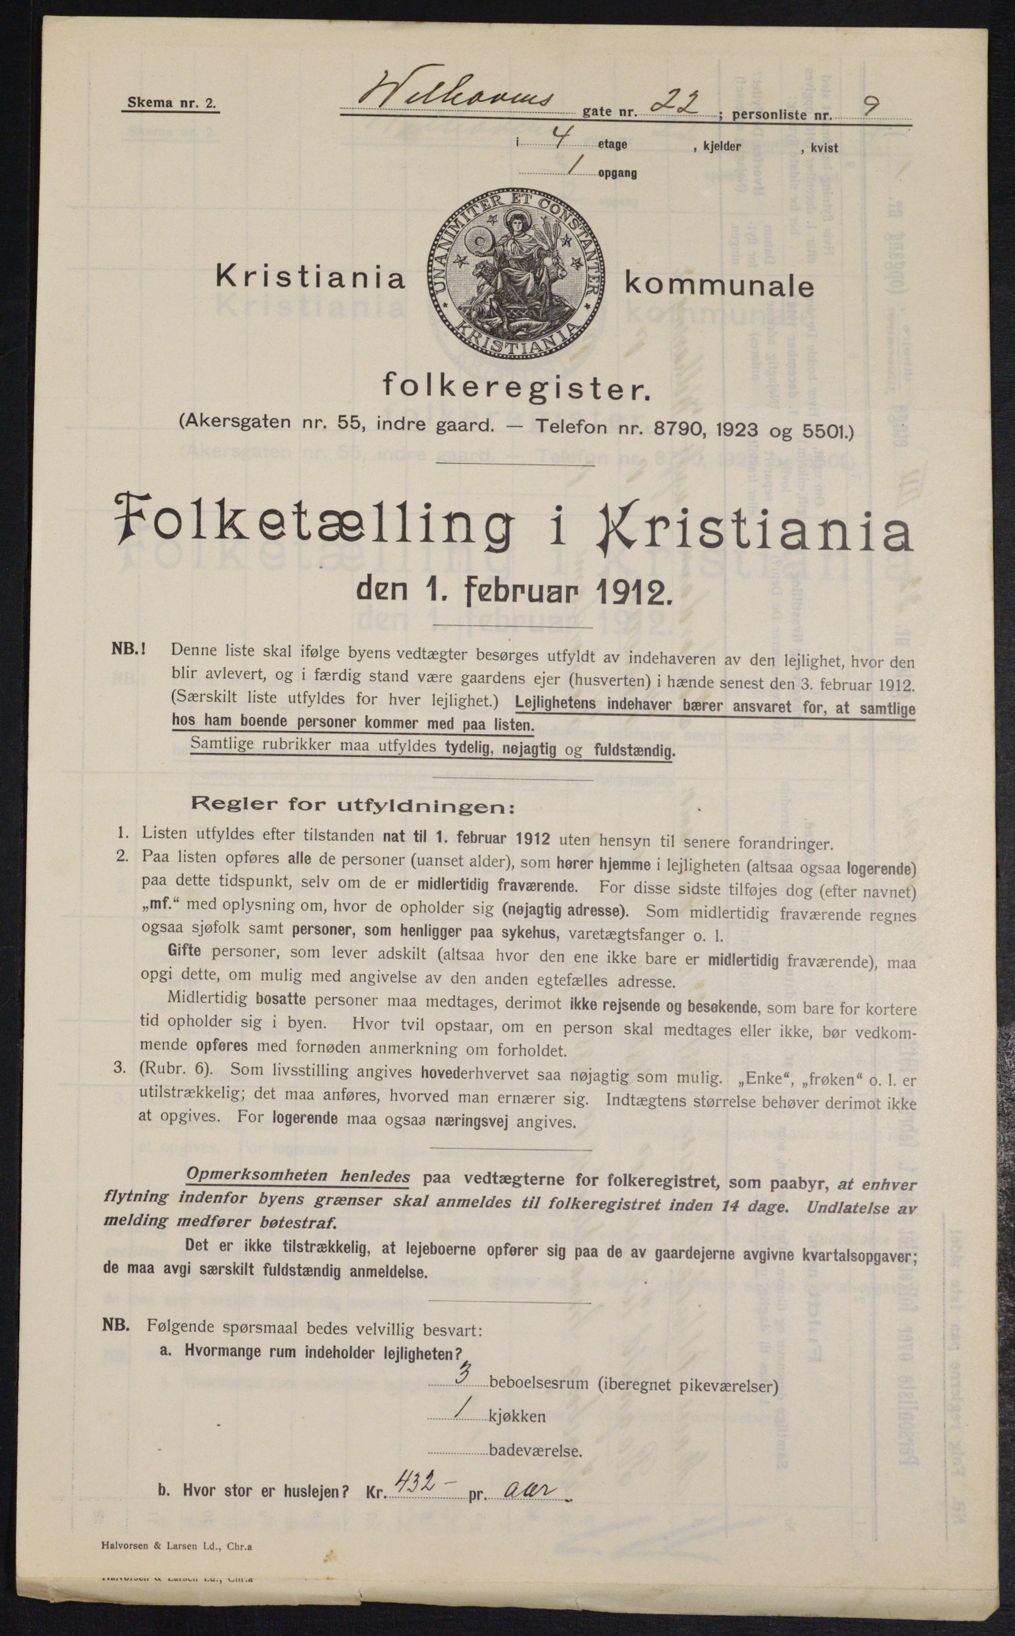 Skema nr. 2.
Welhavens gate nr. 22 ; personliste nr. 9
i 4 etage , kjelder , kvist
1 opgang
UNANIMITER ET CONSTANTER
KRISTIANIA
Kristiania kommunale
folkeregister.
(Akersgaten nr. 55, indre gaard. — Telefon nr. 8790, 1923 og 5501.)
Folketælling i Kristiania
den 1. februar 1912.
NB.! Denne liste skal ifølge byens vedtægter besørges utfyldt av indehaveren av den lejlighet, hvor den
blir avlevert, og i færdig stand være gaardens ejer (husverten) i hænde senest den 3. februar 1912.
(Særskilt liste utfyldes for hver lejlighet.) Lejlighetens indehaver bærer ansvaret for, at samtlige
hos ham boende personer kommer med paa listen.
Samtlige rubrikker maa utfyldes tydelig, nøjagtig og fuldstændig.
Regler for utfyldningen:
1. Listen utfyldes efter tilstanden nat til 1. februar 1912 uten hensyn til senere forandringer.
2. Paa listen opføres alle de personer (uanset alder), som hører hjemme i lejligheten (altsaa ogsaa logerende)
paa dette tidspunkt, selv om de er midlertidig fraværende. For disse sidste tilføjes dog (efter navnet)
„mf.“ med oplysning om, hvor de opholder sig (nøjagtig adresse). Som midlertidig fraværende regnes
ogsaa sjøfolk samt personer, som henligger paa sykehus, varetægtsfanger o. l.
Gifte personer, som lever adskilt (altsaa hvor den ene ikke bare er midlertidig fraværende), maa
opgi dette, om mulig med angivelse av den anden egtefælles adresse.
Midlertidig bosatte personer maa medtages, derimot ikke rejsende og besøkende, som bare for kortere
tid opholder sig i byen. Hvor tvil opstaar, om en person skal medtages eller ikke, bør vedkom-
mende opføres med fornøden anmerkning om forholdet.
3. (Rubr. 6). Som livsstilling angives hovederhvervet saa nøjagtig som mulig. „Enke“, „frøken“ o. l. er
utilstrækkelig; det maa anføres, hvorved man ernærer sig. Indtægtens størrelse behøver derimot ikke
at opgives. For logerende maa ogsaa næringsvej angives.
Opmerksomheten henledes paa vedtægterne for folkeregistret, som paabyr, at enhver
flytning indenfor byens grænser skal anmeldes til folkeregistret inden 14 dage. Undlatelse av
melding medfører bøtestraf.
Det er ikke tilstrækkelig, at lejeboerne opfører sig paa de av gaardejerne avgivne kvartalsopgaver;
de maa avgi særskilt fuldstændig anmeldelse.
NB. Følgende spørsmaal bedes velvillig besvart:
a. Hvormange rum indeholder lejligheten?
3 beboelsesrum (iberegnet pikeværelser)
1 kjøkken
badeværelse.
b. Hvor stor er huslejen? Kr. 432 - pr. aar.
Halvorsen & Larsen Ld., Chr.a
Halvorsen & Larsen Ld., Chr.a